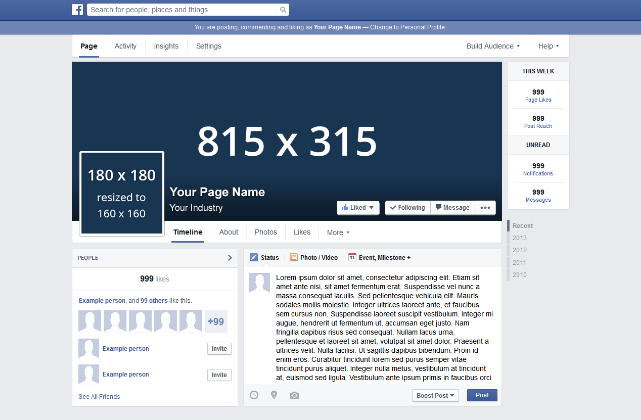 f
Search for people, places and things
You are posting, commenting and liking as Your Page Name — Change to Personal Profile
Page Activity Insights Settings Build Audience Help
815 x 315
180 x 180
resized to
160 x 160
Your Page Name
Your Industry
Liked Following Message •••
Timeline About Photos Likes More
THIS WEEK
999
Page Likes
999
Post Reach
UNREAD
999
Notifications
999
Messages
Recent
2013
2012
2011
2010
PEOPLE
999 likes
Example person, and 99 others like this.
+99
Example person Invite
Example person Invite
See All Friends
Status Photo / Video Event, Milestone +
Lorem ipsum dolor sit amet, consectetur adipiscing elit. Etiam sit
amet ante nisi, sit amet fermentum erat. Suspendisse vel nunc a
massa consequat iaculis. Sed pellentesque vehicula elit. Mauris
sodales mollis molestie. Integer ultrices laoreet ante, et faucibus
sem cursus non. Suspendisse laoreet suscipit vestibulum. Integer mi
augue, hendrerit ut fermentum ut, accumsan eget justo. Nam
fringilla dapibus risus sed consequat. Nullam lacus urna,
pellentesque et laoreet sit amet, volutpat sit amet dolor. Praesent a
ultrices velit. Nulla facilisi. Ut sagittis dapibus bibendum. Proin id
enim eros. Curabitur tincidunt lorem sed purus semper vitae
tincidunt purus aliquet. Integer nulla metus, vestibulum at tincidunt
at, euismod sed ligula. Vestibulum ante ipsum primis in faucibus orci
Boost Post Post